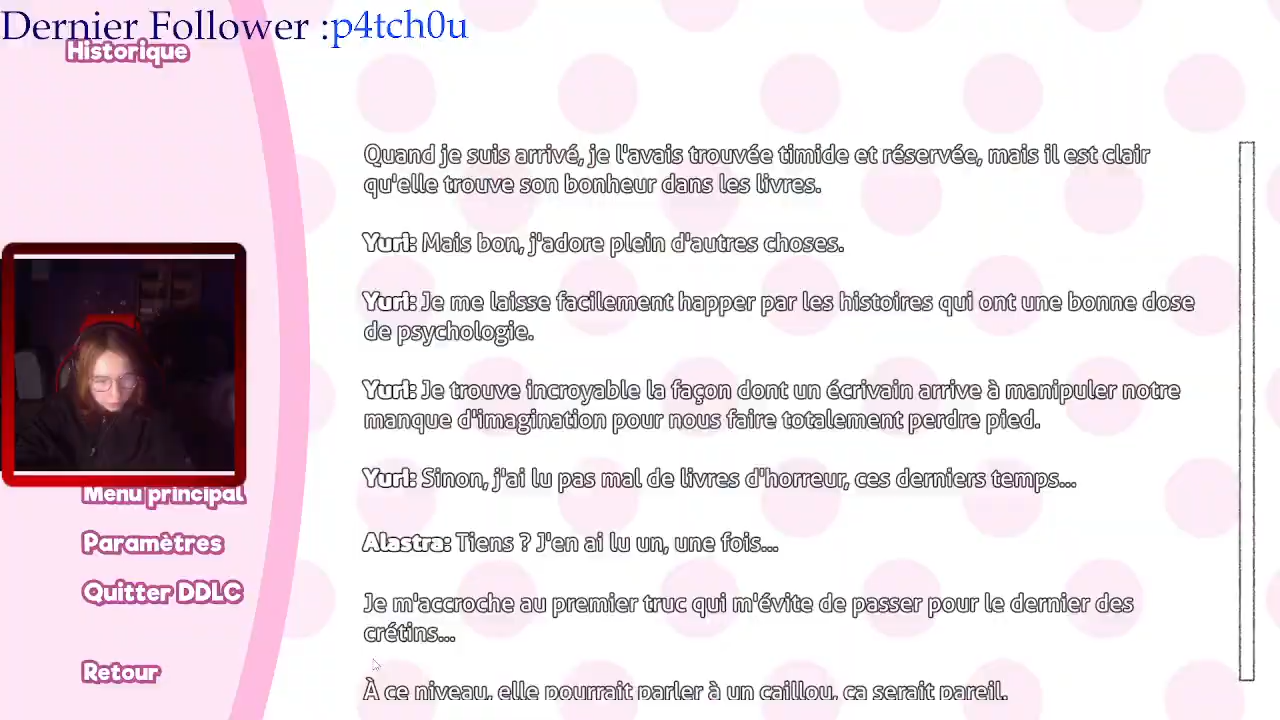 Dernier Follower :p4tch0u
Historique
Quand je suis arrivé, je l'avais trouvée timide et réservée, mais il est clair
qu'elle trouve son bonheur dans les livres.
Yuri: Mais bon, j'adore plein d'autres choses.
Yuri: Je me laisse facilement happer par les histoires qui ont une bonne dose
de psychologie.
Yuri: Je trouve incroyable la façon dont un écrivain arrive à manipuler notre
manque d'imagination pour nous faire totalement perdre pied.
Yuri: Sinon, j'ai lu pas mal de livres d'horreur, ces derniers temps...
Alastra: Tiens ? J'en ai lu un, une fois...
Je m'accroche au premier truc qui m'évite de passer pour le dernier des
crétins...
À ce niveau, elle pourrait parler à un caillou, ça serait pareil.
Menu principal
Paramètres
Quitter DDLC
Retour